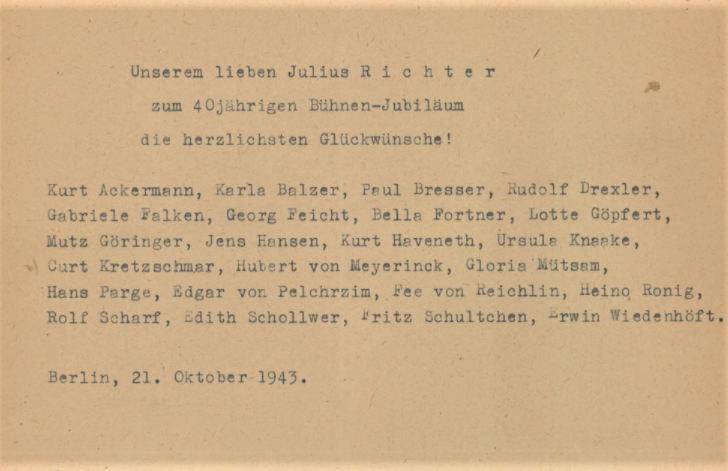 Unserem lieben Julius R i c h t e r
zum 40jährigen Bühnen-Jubiläum
die herzlichsten Glückwünsche!
Kurt Ackermann, Karla Balzer, Paul Bresser, Rudolf Drexler,
Gabriele Falken, Georg Feicht, Bella Fortner, Lotte Göpfert,
Mutz Göringer, Jens Hansen, Kurt Haveneth, Ursula Knaake,
Curt Kretzschmar, Hubert von Meyerinck, Gloria Mütsam,
Hans Parge, Edgar von Pelchrzim, Fee von Reichlin, Heino Ronig,
Rolf Scharf, Edith Schollwer, Fritz Schultchen, Erwin Wiedenhöft.
Berlin, 21. Oktober 1943.